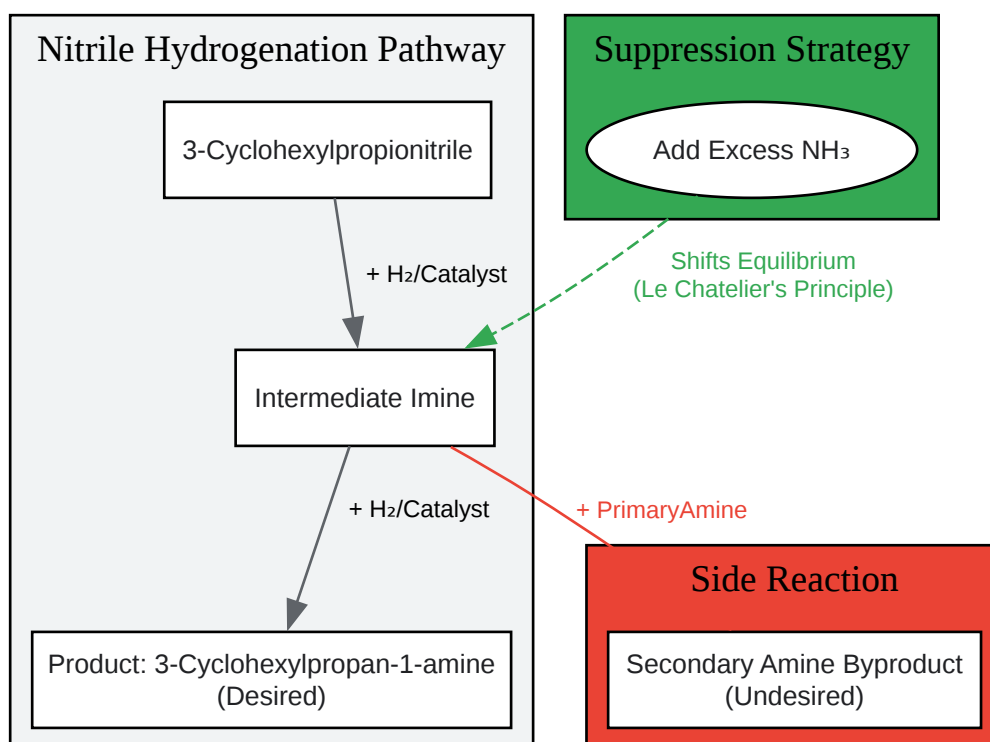 Nitrile Hydrogenation Pathway
Suppression Strategy
3-Cyclohexylpropionitrile
Add Excess NH₃
+ H₂/Catalyst
Shifts Equilibrium
(Le Chatelier's Principle)
Intermediate Imine
+ H₂/Catalyst
+ PrimaryAmine
Side Reaction
Product: 3-Cyclohexylpropan-1-amine
(Desired)
Secondary Amine Byproduct
(Undesired)